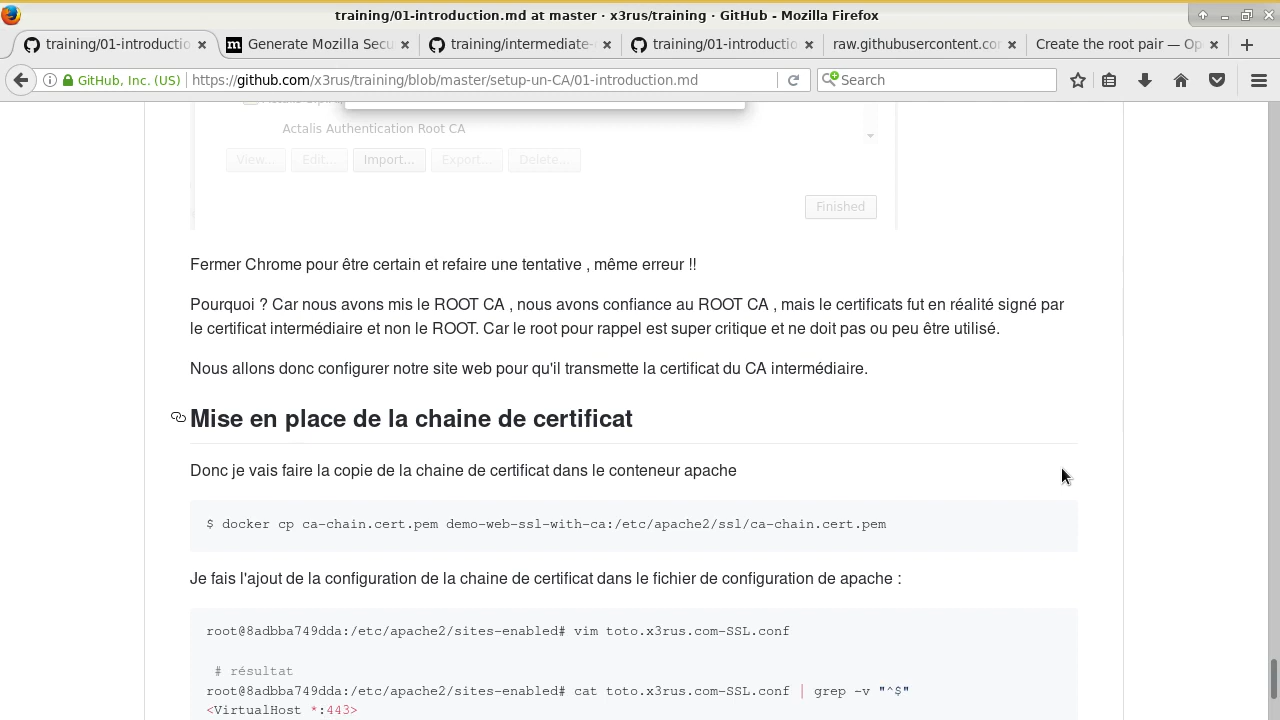 training/01-introduction.md at master · x3rus/training · GitHub - Mozilla Firefox
training/01-introductio
Generate Mozilla Secu
training/intermediate-
training/01-introductio
raw.githubusercontent.cor
Create the root pair — Op
GitHub, Inc. (US)
https://github.com/x3rus/training/blob/master/setup-un-CA/01-introduction.md
Search
Actalis Authentication Root CA
View... Edit... Import... Export... Delete...
Finished
Fermer Chrome pour être certain et refaire une tentative , même erreur !!
Pourquoi ? Car nous avons mis le ROOT CA , nous avons confiance au ROOT CA , mais le certificats fut en réalité signé par
le certificat intermédiaire et non le ROOT. Car le root pour rappel est super critique et ne doit pas ou peu être utilisé.
Nous allons donc configurer notre site web pour qu'il transmette la certificat du CA intermédiaire.
Mise en place de la chaine de certificat
Donc je vais faire la copie de la chaine de certificat dans le conteneur apache
$ docker cp ca-chain.cert.pem demo-web-ssl-with-ca:/etc/apache2/ssl/ca-chain.cert.pem
Je fais l'ajout de la configuration de la chaine de certificat dans le fichier de configuration de apache :
root@8adbba749dda:/etc/apache2/sites-enabled# vim toto.x3rus.com-SSL.conf
# résultat
root@8adbba749dda:/etc/apache2/sites-enabled# cat toto.x3rus.com-SSL.conf | grep -v "^$"
<VirtualHost *:443>